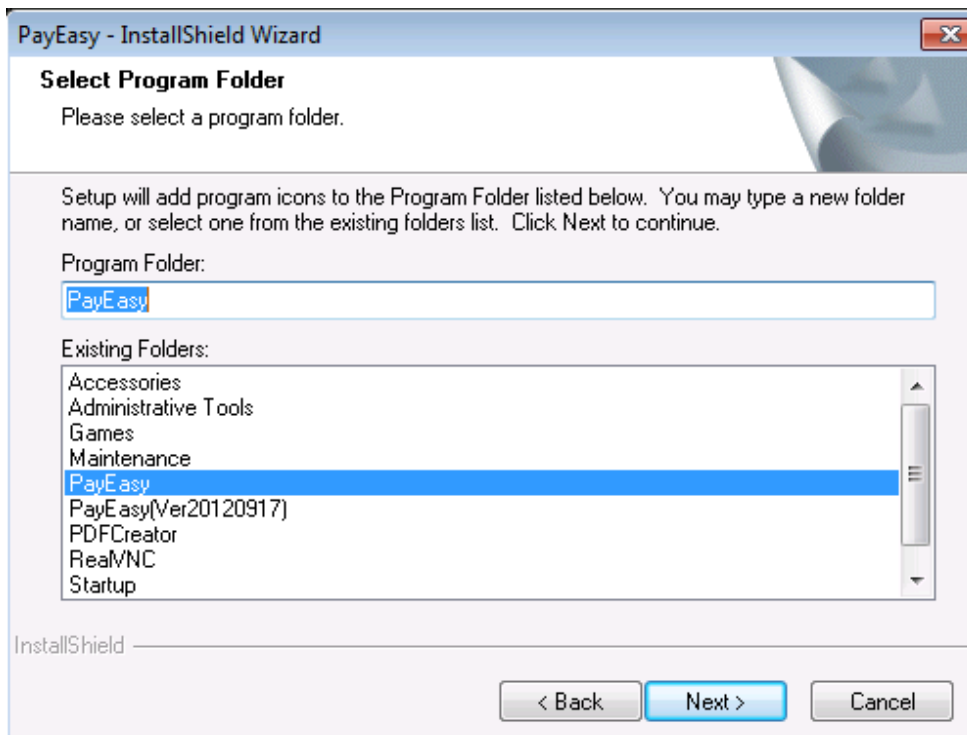 PayEasy - InstallShield Wizard
Select Program Folder
Please select a program folder.
Setup will add program icons to the Program Folder listed below.  You may type a new folder
name, or select one from the existing folders list.  Click Next to continue.
Program Folder:
PayEasy
Existing Folders:
Accessories
Administrative Tools
Games
Maintenance
PayEasy
PayEasy(Ver20120917)
PDFCreator
RealVNC
Startup
InstallShield
< Back
Next >
Cancel